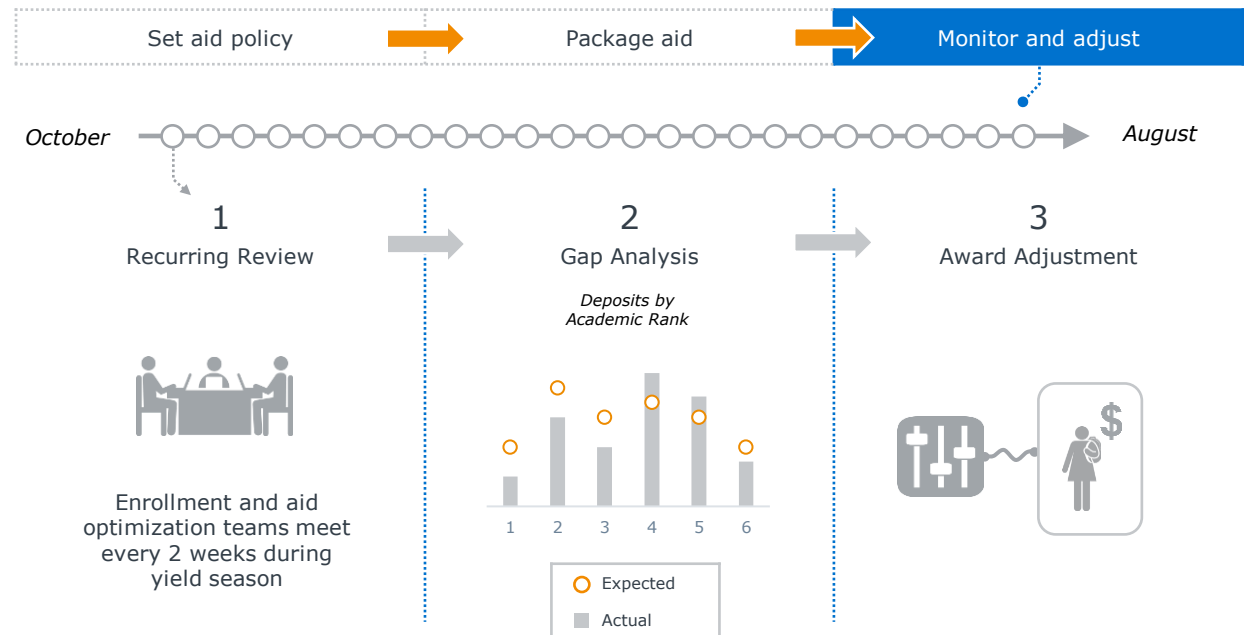 Set aid policy
Package aid
Monitor and adjust
October
August
1
Recurring Review
Enrollment and aid
optimization teams meet
every 2 weeks during
yield season
2
Gap Analysis
Deposits by
Academic Rank
1 2 3 4 5 6
Expected
Actual
3
Award Adjustment
$